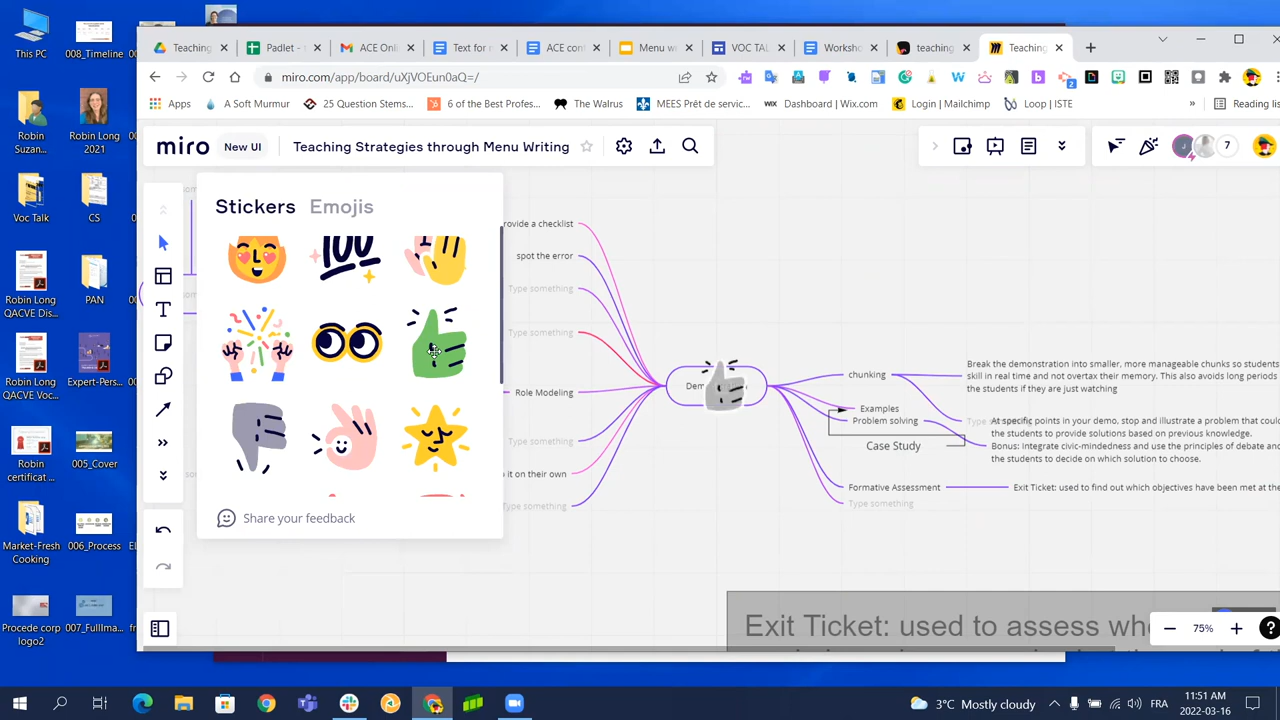 This PC
008_Timeline
Robin
Suzan...
Robin Long
2021
Voc Talk
CS
Robin Long
QACVE Dis...
PAN
Robin Long
QACVE Voc...
Expert-Pers...
Robin
certificat ...
005_Cover
Market-Fresh
Cooking
006_Process
Procede corp
logo2
007_FullIma...
Teaching
Padlet -
ACE Onl
Text for
ACE con
Menu w
VOC TAL
Worksho
teaching
Teaching
miro.com/app/board/uXjVOEun0aQ=/
Apps
A Soft Murmur
25 Question Stems...
6 of the Best Profes...
The Walrus
MEES Prêt de servic...
Dashboard | Wix.com
Login | Mailchimp
Loop | ISTE
»
Reading list
miro
New UI
Teaching Strategies through Menu Writing
7
Stickers
Emojis
100
Share your feedback
rovide a checklist
spot the error
Type something
Type something
Role Modeling
Type something
it on their own
Type something
Dem
chunking
Break the demonstration into smaller, more manageable chunks so students
skill in real time and not overtax their memory. This also avoids long periods
the students if they are just watching
Examples
Problem solving
Type
At specific points in your demo, stop and illustrate a problem that coul
the students to provide solutions based on previous knowledge.
Case Study
Bonus: Integrate civic-mindedness and use the principles of debate and
the students to decide on which solution to choose.
Formative Assessment
Exit Ticket: used to find out which objectives have been met at the
Type something
Exit Ticket: used to assess wh
75%
3°C Mostly cloudy
FR
11:51 AM
2022-03-16